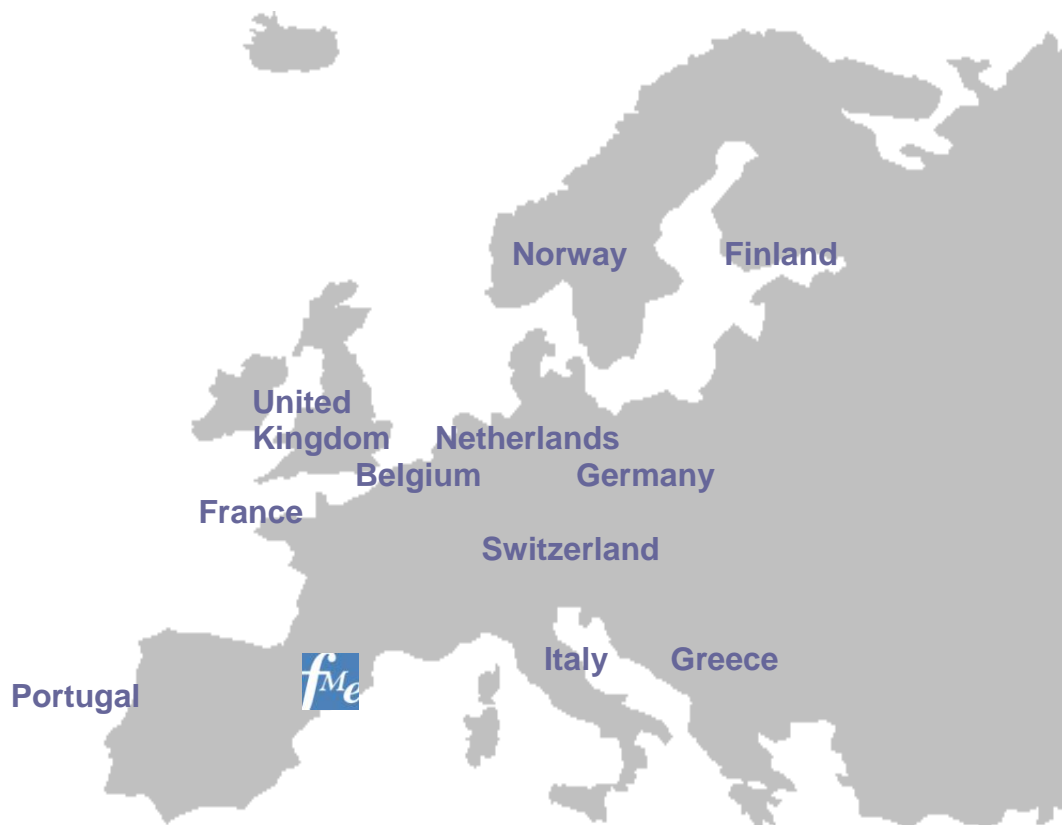 Norway Finland
United
Kingdom Netherlands
Belgium Germany
France
Switzerland
Italy Greece
fMe
Portugal